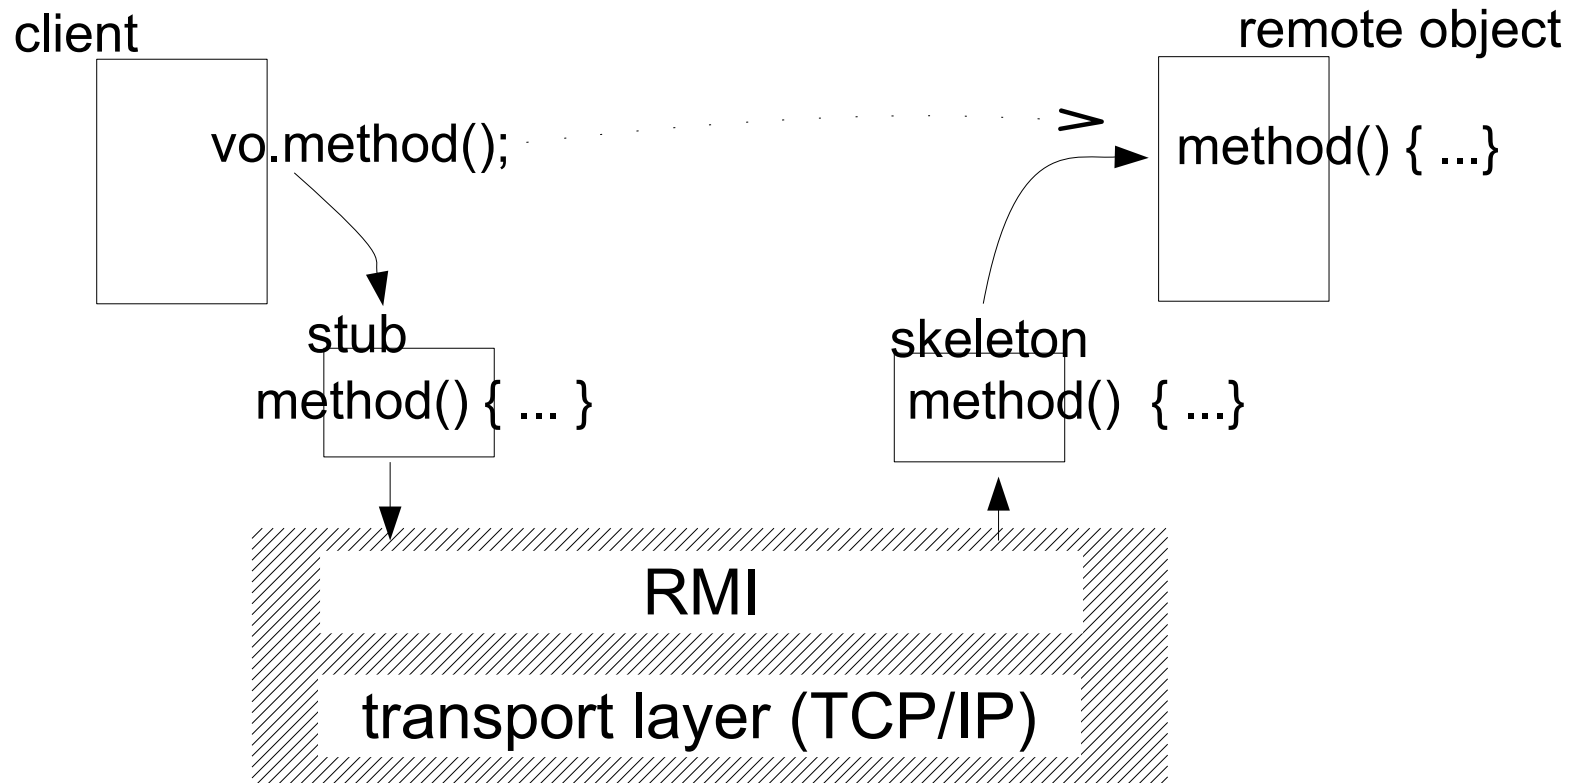 client
remote object
vo.method();
method() { ...}
stub
skeleton
method() { ... }
method() { ...}
RMI
transport layer (TCP/IP)